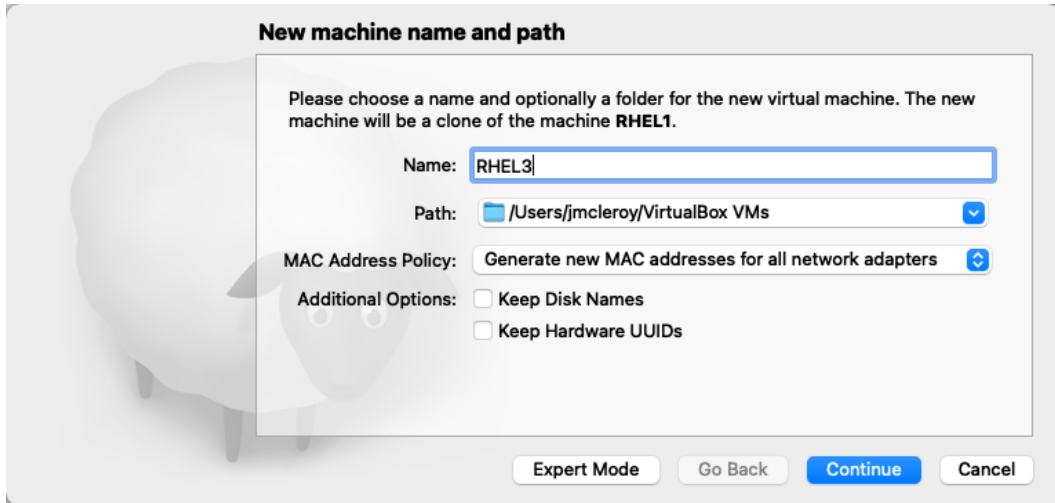 New machine name and path
Please choose a name and optionally a folder for the new virtual machine. The new
machine will be a clone of the machine RHEL1.
Name: RHEL3
Path: /Users/jmcleroy/VirtualBox VMs
MAC Address Policy: Generate new MAC addresses for all network adapters
Additional Options: Keep Disk Names
Keep Hardware UUIDs
Expert Mode Go Back Continue Cancel